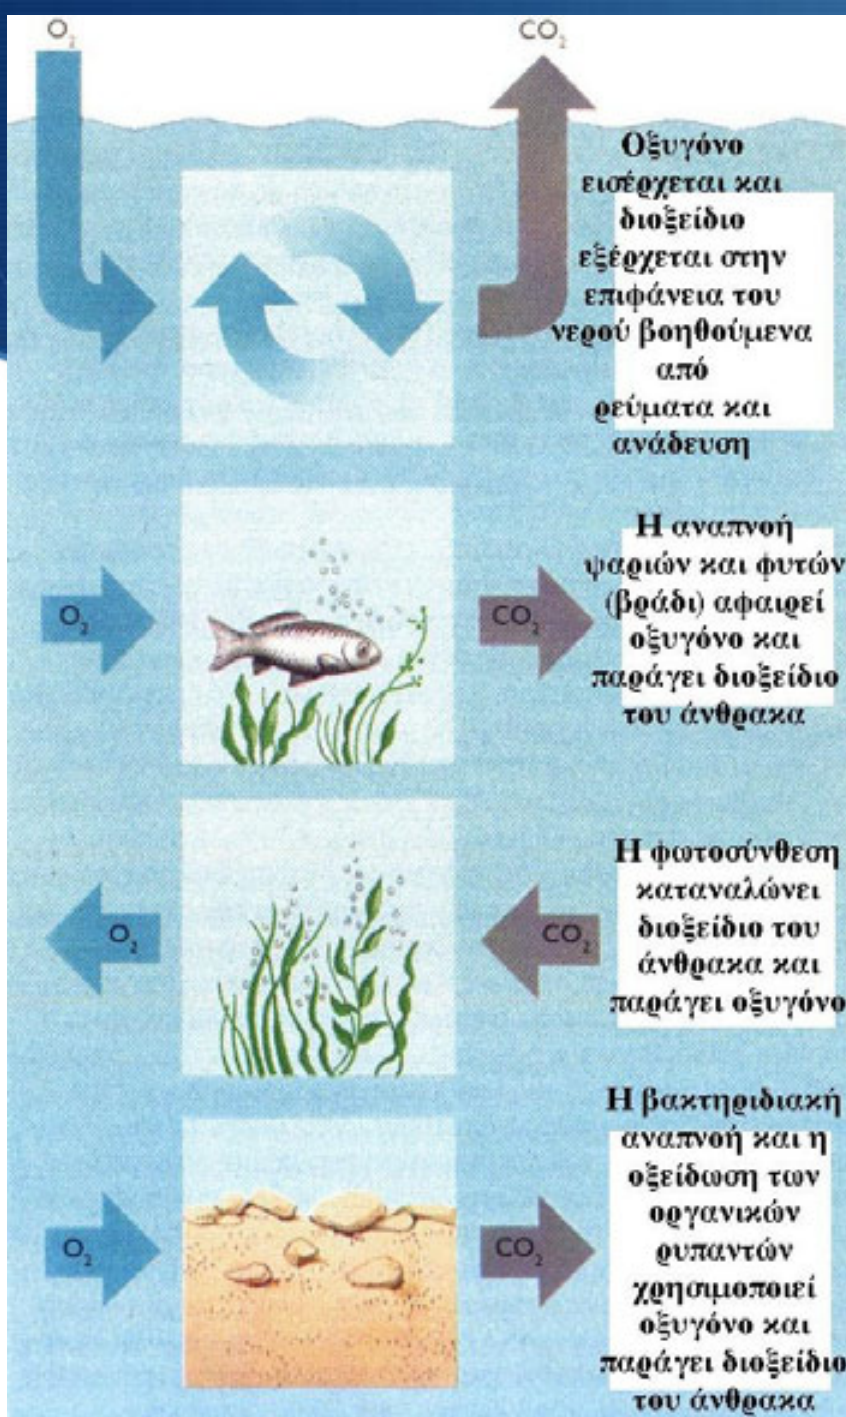 O₂ CO₂
Οξυγόνο
εισέρχεται και
διοξείδιο
εξέρχεται στην
επιφάνεια του
νερού βοηθούμενα
από
ρεύματα και
ανάδευση
Η αναπνοή
ψαριών και φυτών
(βράδι) αφαιρεί
οξυγόνο και
παράγει διοξείδιο
του άνθρακα
O₂ CO₂
Η φωτοσύνθεση
καταναλώνει
διοξείδιο του
άνθρακα και
παράγει οξυγόνο
O₂ CO₂
Η βακτηριδιακή
αναπνοή και η
οξείδωση των
οργανικών
ρυπαντών
χρησιμοποιεί
οξυγόνο και
παράγει διοξείδιο
του άνθρακα
O₂ CO₂